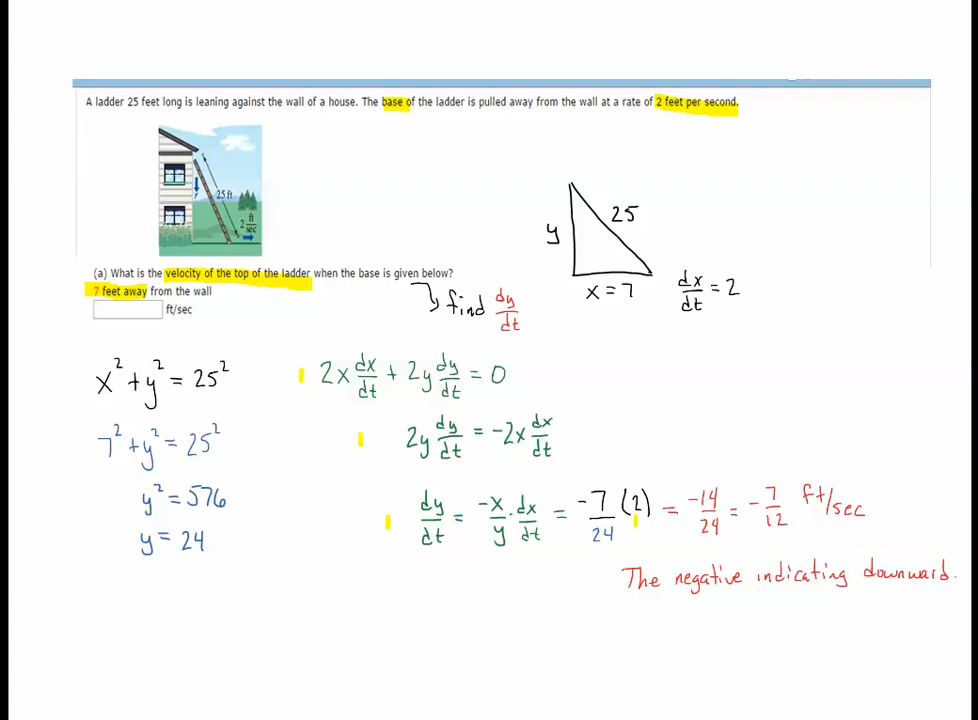 A ladder 25 feet long is leaning against the wall of a house. The base of the ladder is pulled away from the wall at a rate of 2 feet per second.
25 ft
r
2 ft/sec
y
25
x = 7
dx/dt = 2
(a) What is the velocity of the top of the ladder when the base is given below?
7 feet away from the wall
find dy/dt
ft/sec
x² + y² = 25²
2x dx/dt + 2y dy/dt = 0
7² + y² = 25²
2y dy/dt = -2x dx/dt
y² = 576
dy/dt = -x/y · dx/dt = -7/24 (2) = -14/24 = -7/12 ft/sec
y = 24
The negative indicating downward.